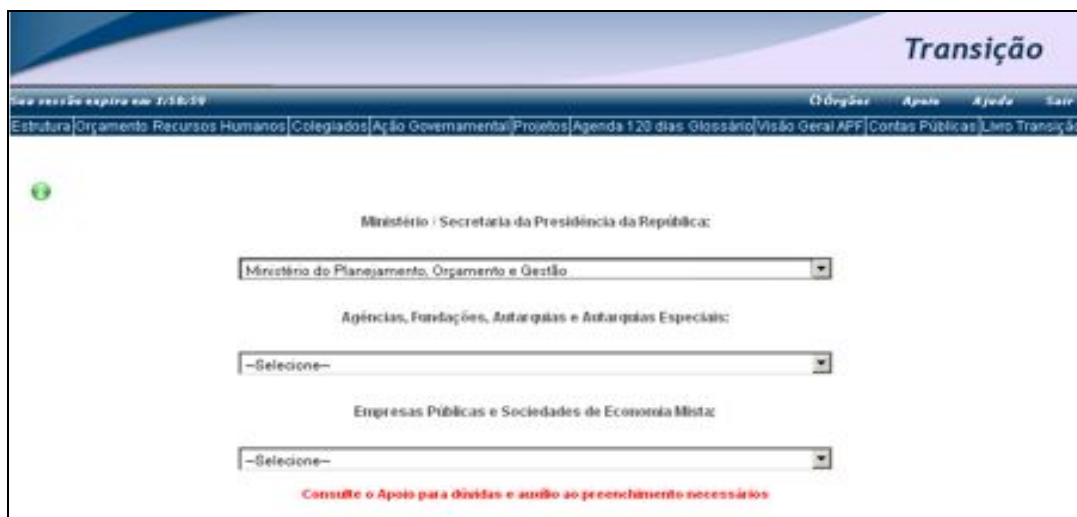 Transição
Sua sessão expira em 1:58:59
O Órgãos Apoio Ajuda Sair
Estrutura|Orçamento Recursos Humanos|Colegiados|Ação Governamental|Projetos|Agenda 120 dias Glossário|Visão Geral APF|Contas Públicas|Livro Transição
Ministério / Secretaria da Presidência da República:
Ministério do Planejamento, Orçamento e Gestão
Agências, Fundações, Autarquias e Autarquias Especiais:
--Selecione--
Empresas Públicas e Sociedades de Economia Mista:
--Selecione--
Consulte o Apoio para dúvidas e auxílio ao preenchimento necessários